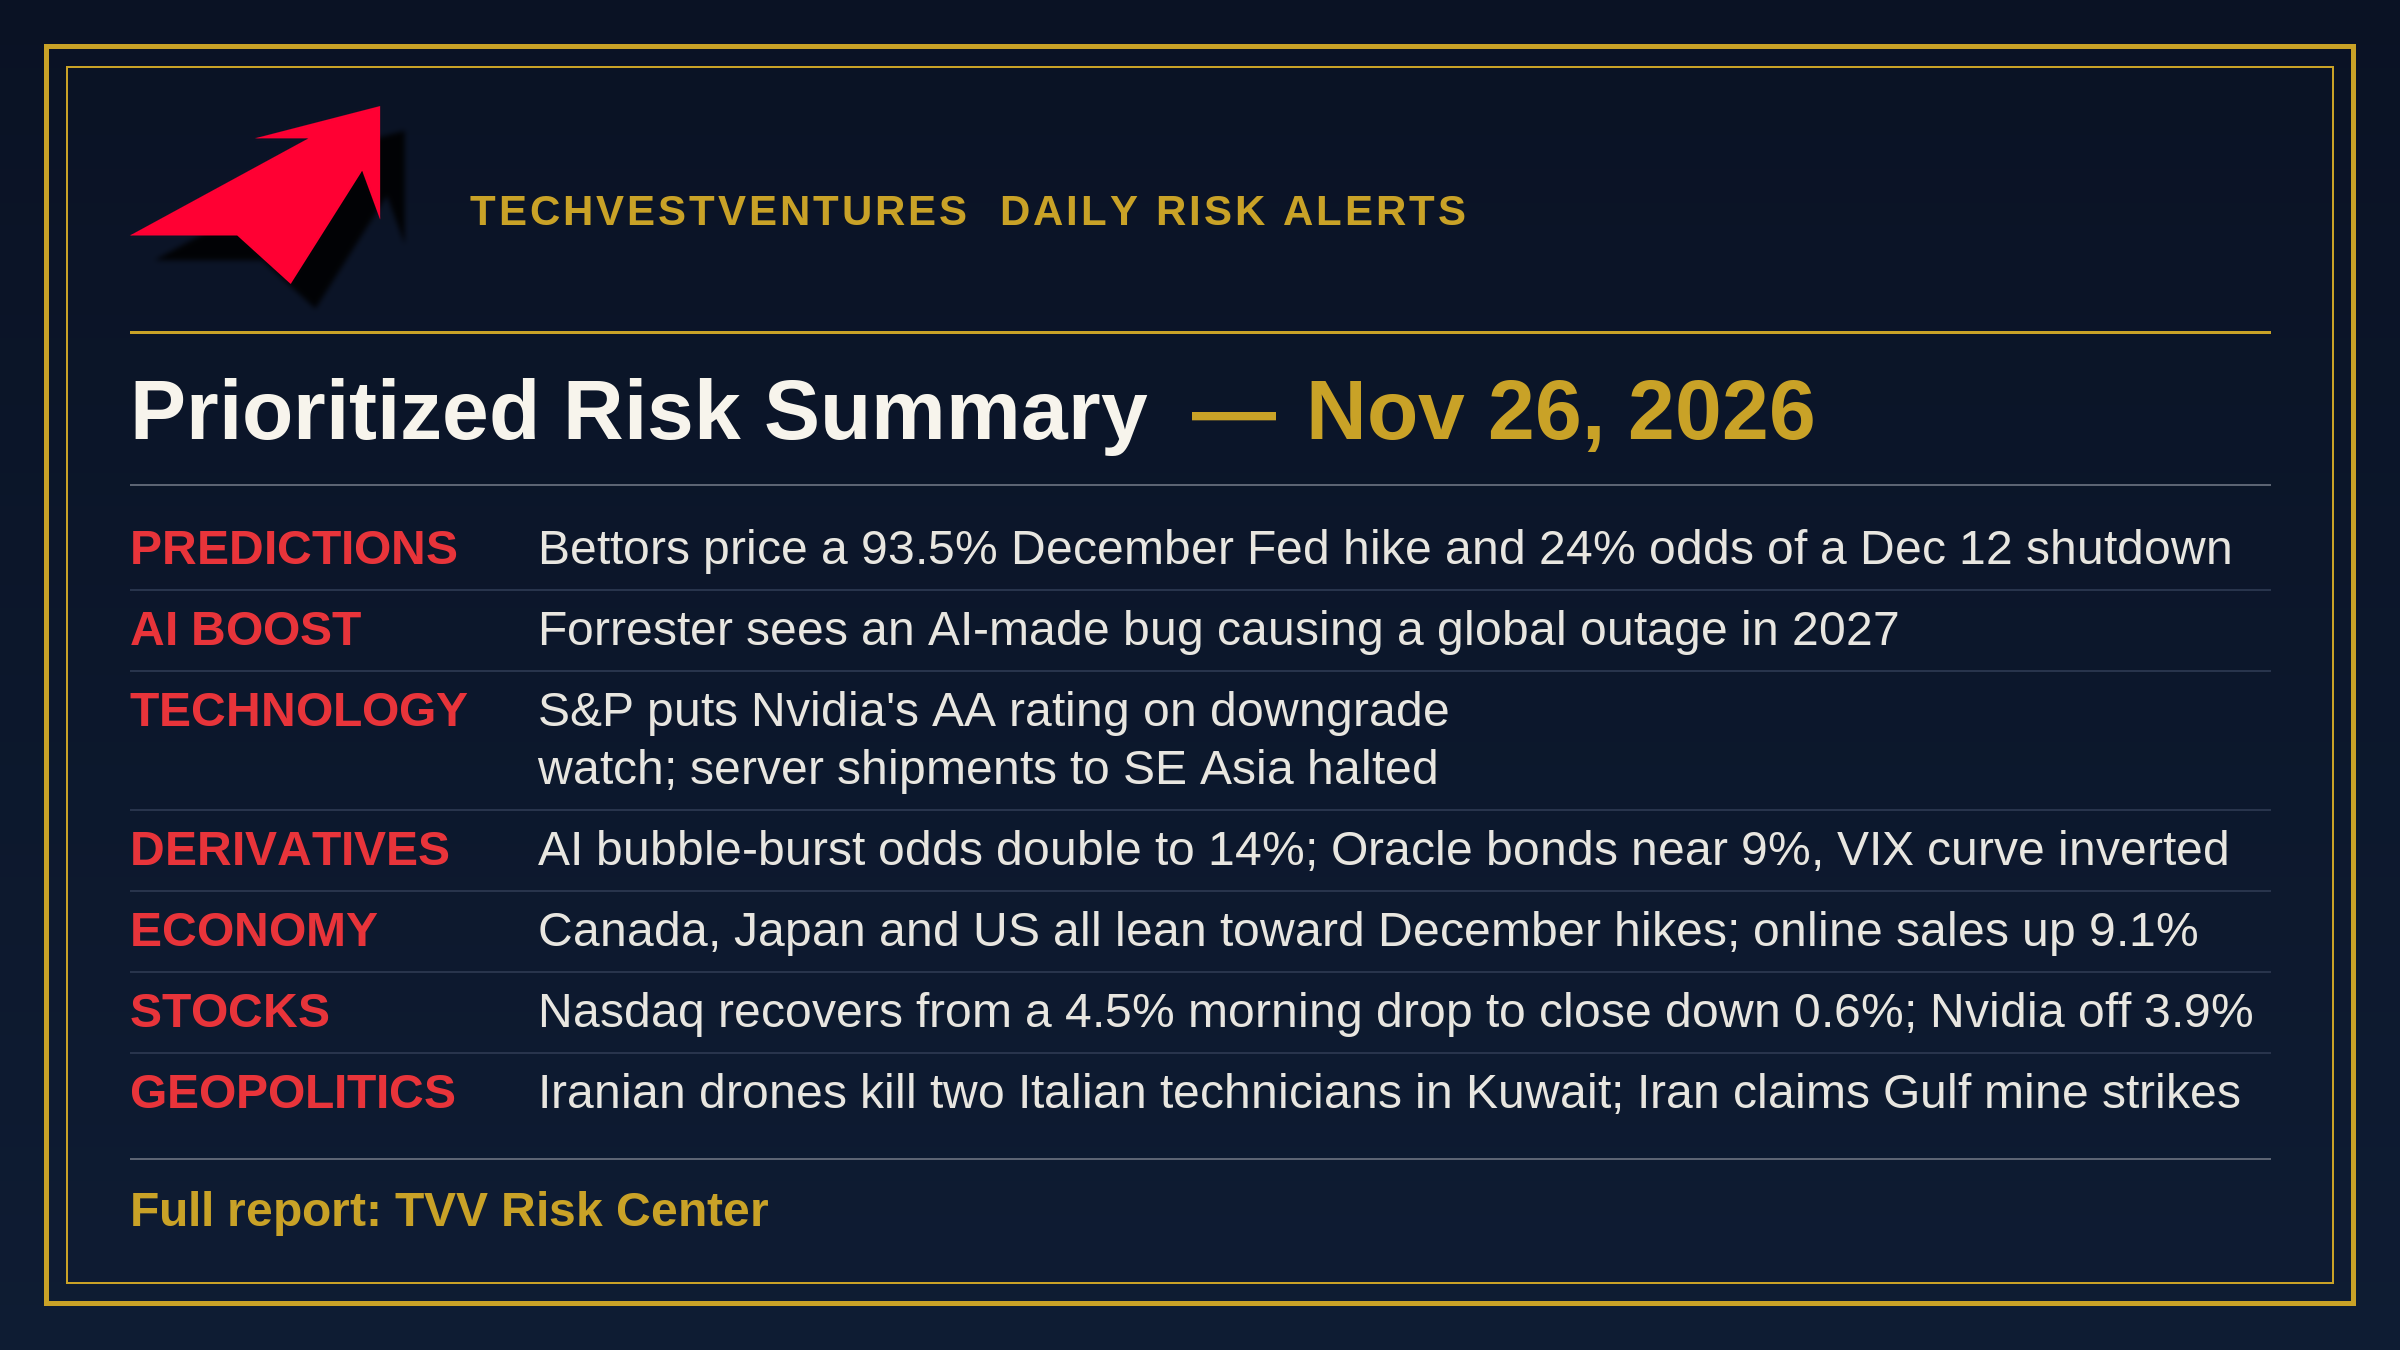 TECHVESTVENTURES DAILY RISK ALERTS
Prioritized Risk Summary — Nov 26, 2026
PREDICTIONS Bettors price a 93.5% December Fed hike and 24% odds of a Dec 12 shutdown
AI BOOST Forrester sees an AI-made bug causing a global outage in 2027
TECHNOLOGY S&P puts Nvidia's AA rating on downgrade
watch; server shipments to SE Asia halted
DERIVATIVES AI bubble-burst odds double to 14%; Oracle bonds near 9%, VIX curve inverted
ECONOMY Canada, Japan and US all lean toward December hikes; online sales up 9.1%
STOCKS Nasdaq recovers from a 4.5% morning drop to close down 0.6%; Nvidia off 3.9%
GEOPOLITICS Iranian drones kill two Italian technicians in Kuwait; Iran claims Gulf mine strikes
Full report: TVV Risk Center